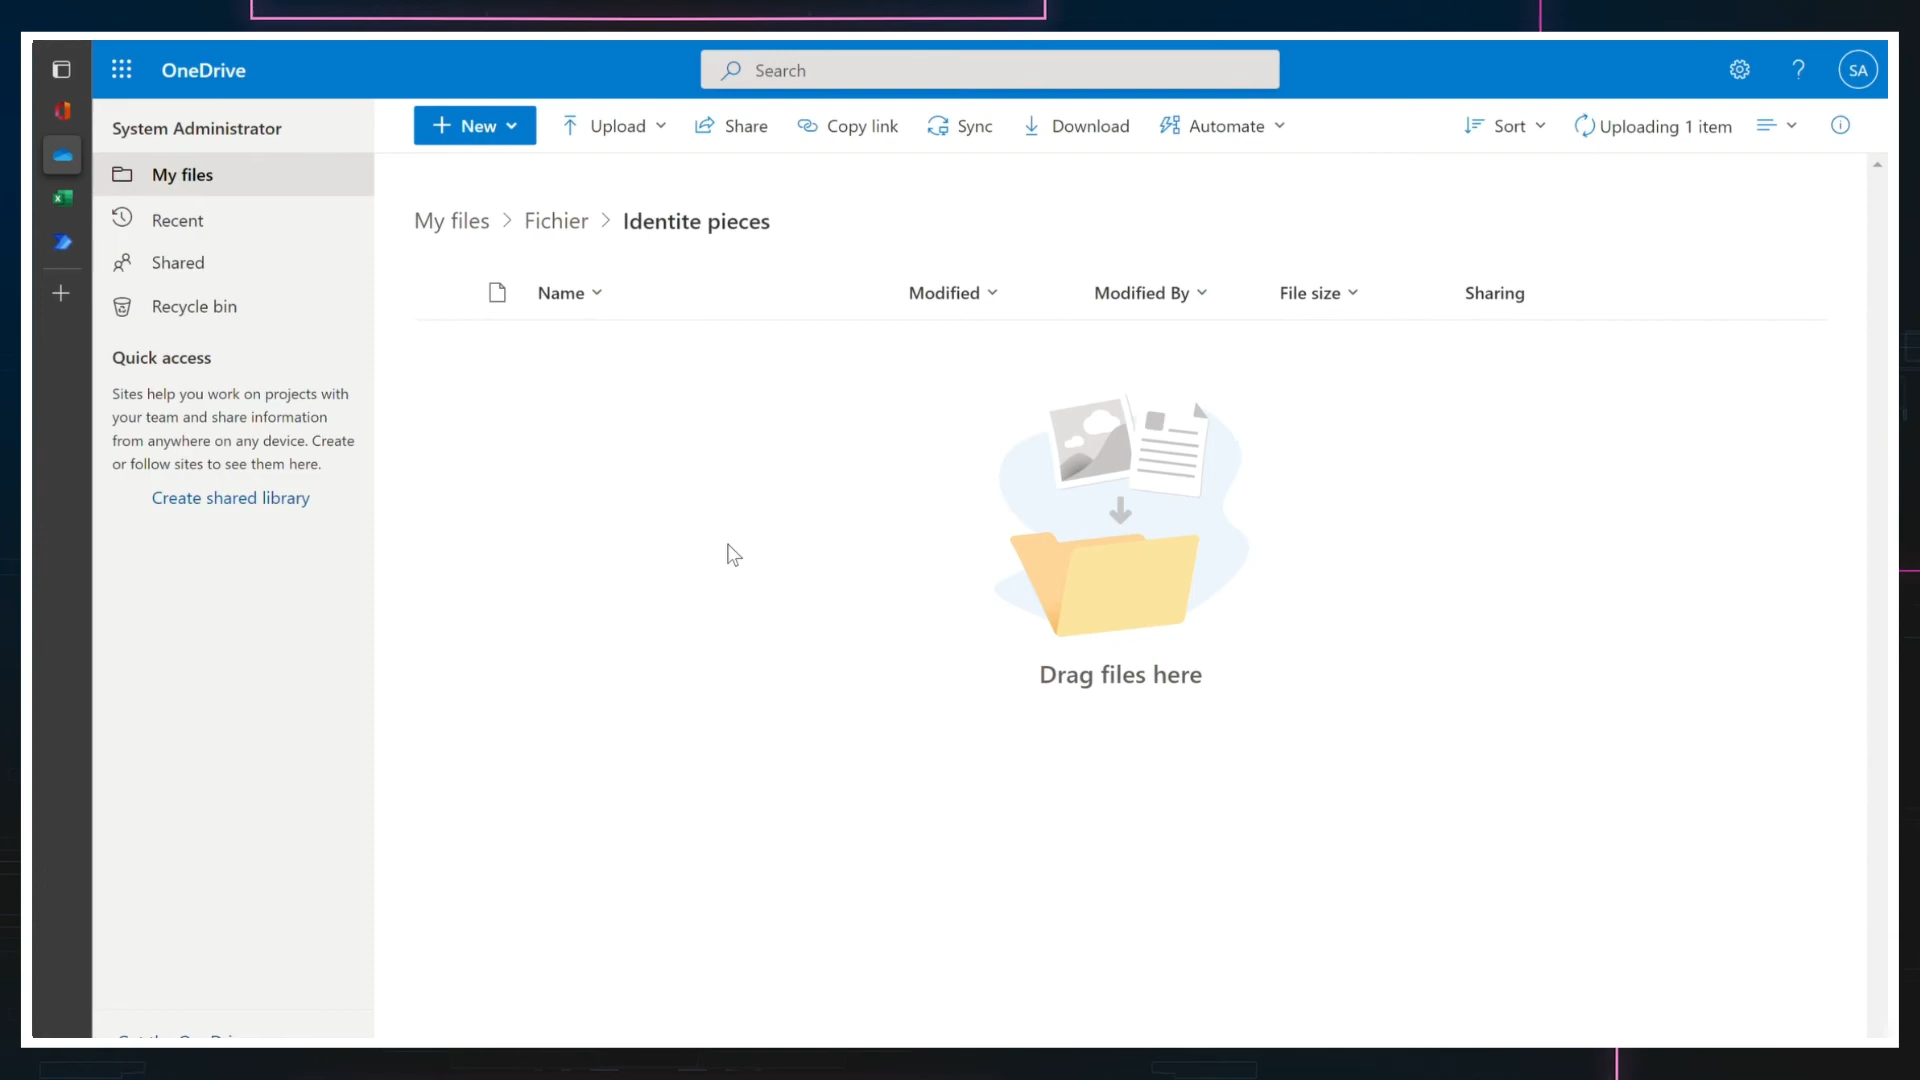 OneDrive
Search
SA
System Administrator
New
Upload
Share
Copy link
Sync
Download
Automate
Sort
Uploading 1 item
My files
Recent
Shared
Recycle bin
Quick access
Sites help you work on projects with
your team and share information
from anywhere on any device. Create
or follow sites to see them here.
Create shared library
My files > Fichier > Identite pieces
Name
Modified
Modified By
File size
Sharing
Drag files here